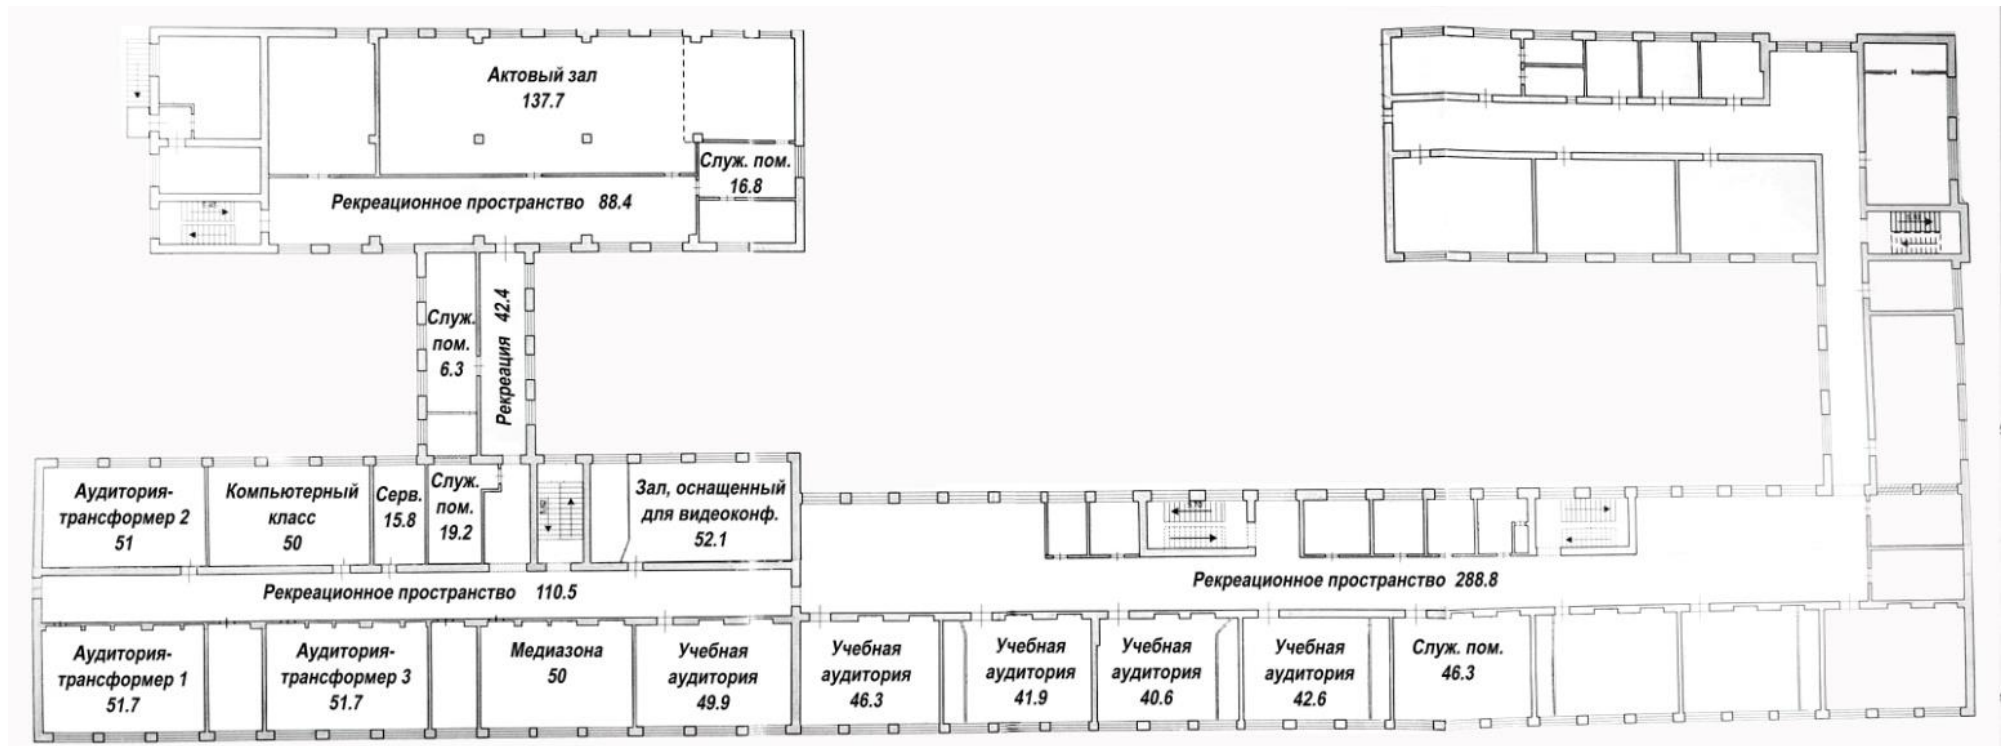 Актовый зал
137.7
Служ. пом.
16.8
Рекреационное пространство 88.4
Служ.
пом.
6.3
Рекреация 42.4
Аудитория-
трансформер 2
51
Компьютерный
класс
50
Серв.
15.8
Служ.
пом.
19.2
Зал, оснащенный
для видеоконф.
52.1
Рекреационное пространство 110.5
Рекреационное пространство 288.8
Аудитория-
трансформер 1
51.7
Аудитория-
трансформер 3
51.7
Медиазона
50
Учебная
аудитория
49.9
Учебная
аудитория
46.3
Учебная
аудитория
41.9
Учебная
аудитория
40.6
Учебная
аудитория
42.6
Служ. пом.
46.3